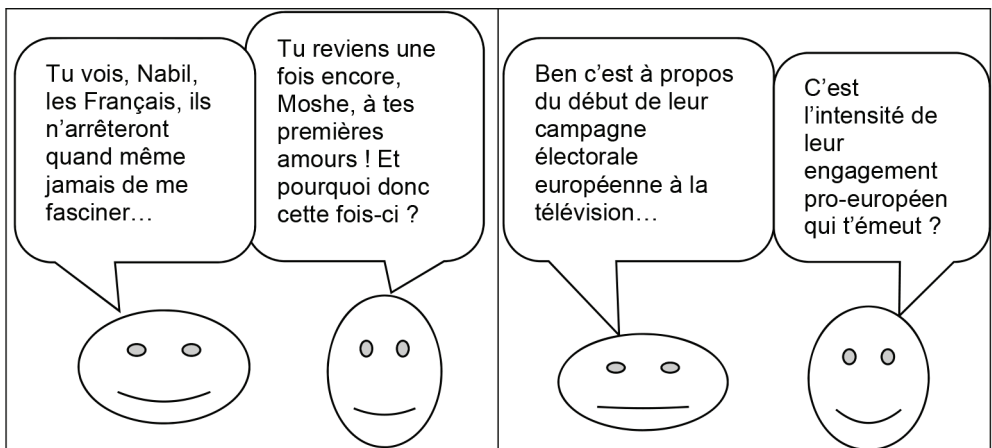 Tu vois, Nabil,
les Français, ils
n’arrêteront
quand même
jamais de me
fasciner…
Tu reviens une
fois encore,
Moshe, à tes
premières
amours ! Et
pourquoi donc
cette fois-ci ?
Ben c’est à propos
du début de leur
campagne
électorale
européenne à la
télévision…
C’est
l’intensité de
leur
engagement
pro-européen
qui t’émeut ?